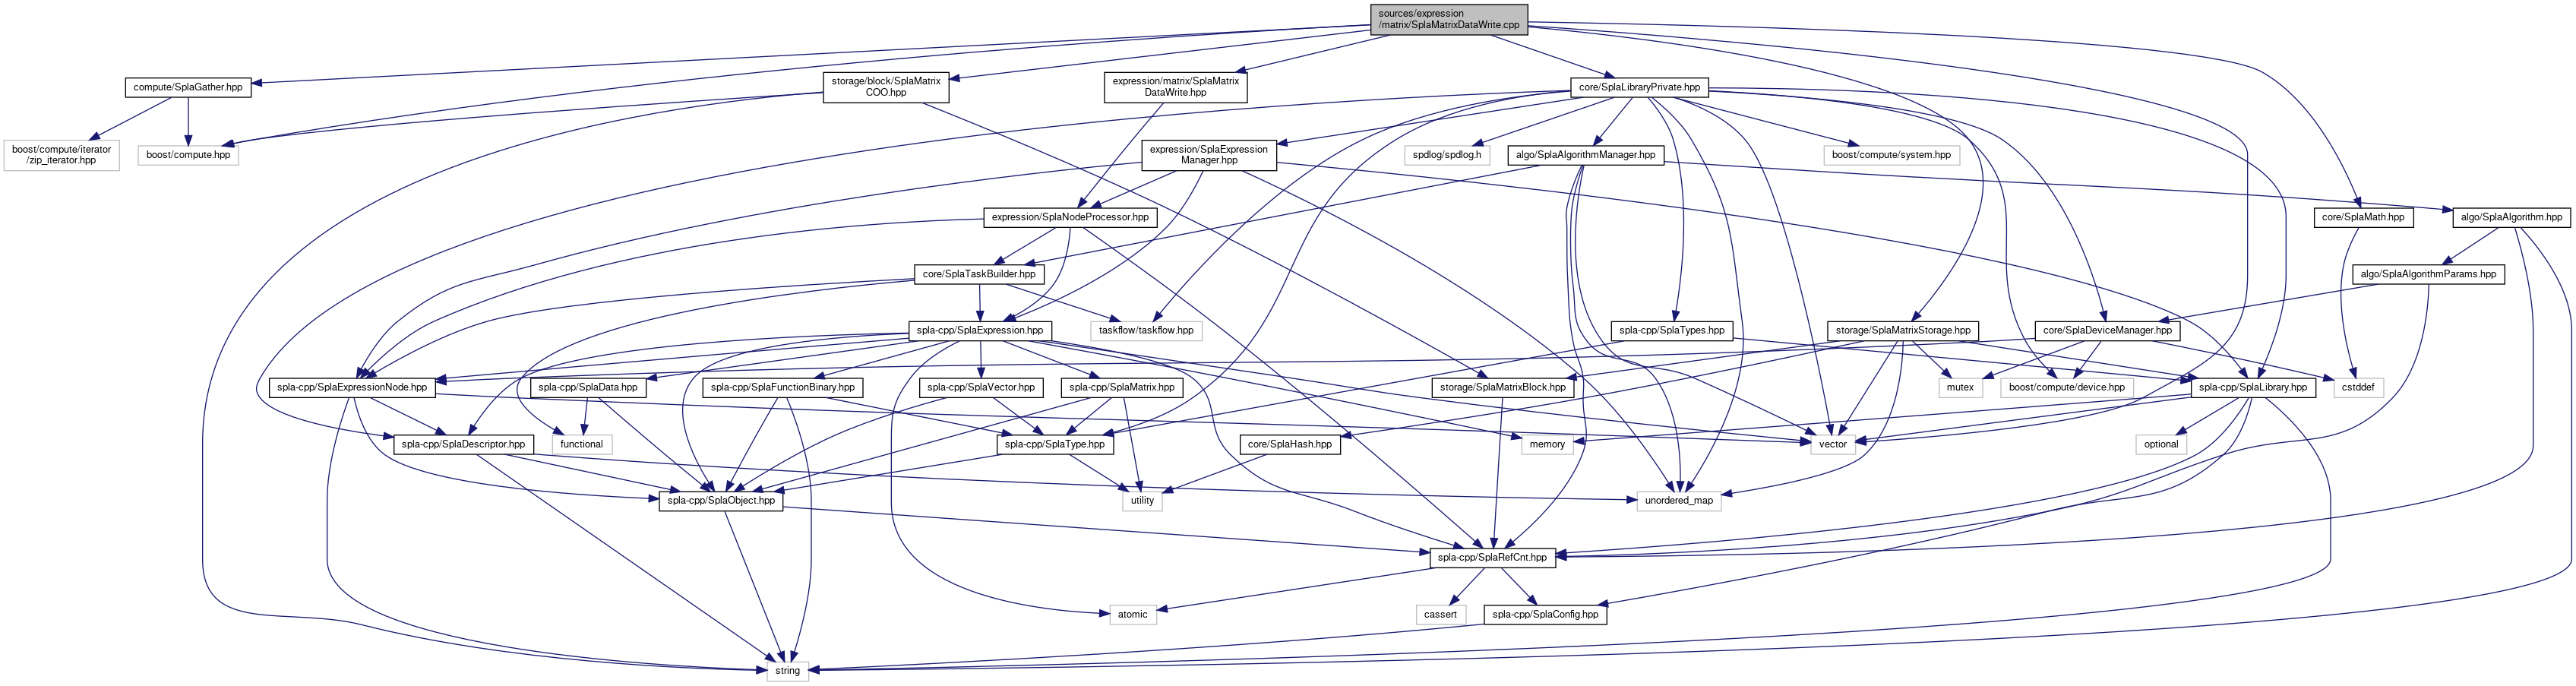 sources/expression
/matrix/SplaMatrixDataWrite.cpp
compute/SplaGather.hpp
storage/block/SplaMatrix
COO.hpp
expression/matrix/SplaMatrix
DataWrite.hpp
core/SplaLibraryPrivate.hpp
boost/compute/iterator
/zip_iterator.hpp
boost/compute.hpp
expression/SplaExpression
Manager.hpp
spdlog/spdlog.h
algo/SplaAlgorithmManager.hpp
boost/compute/system.hpp
expression/SplaNodeProcessor.hpp
core/SplaMath.hpp
algo/SplaAlgorithm.hpp
core/SplaTaskBuilder.hpp
algo/SplaAlgorithmParams.hpp
spla-cpp/SplaExpression.hpp
taskflow/taskflow.hpp
spla-cpp/SplaTypes.hpp
storage/SplaMatrixStorage.hpp
core/SplaDeviceManager.hpp
spla-cpp/SplaExpressionNode.hpp
spla-cpp/SplaData.hpp
spla-cpp/SplaFunctionBinary.hpp
spla-cpp/SplaVector.hpp
spla-cpp/SplaMatrix.hpp
storage/SplaMatrixBlock.hpp
mutex
boost/compute/device.hpp
spla-cpp/SplaLibrary.hpp
cstddef
spla-cpp/SplaDescriptor.hpp
functional
spla-cpp/SplaType.hpp
core/SplaHash.hpp
memory
vector
optional
spla-cpp/SplaObject.hpp
utility
unordered_map
spla-cpp/SplaRefCnt.hpp
atomic
cassert
spla-cpp/SplaConfig.hpp
string